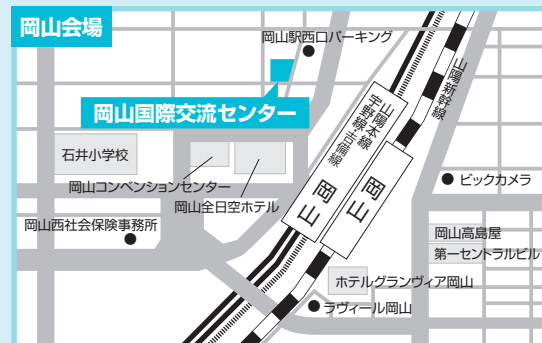 岡山会場
岡山駅西口パーキング
岡山国際交流センター
山陽新幹線
山陽本線
宇野線・吉備線
石井小学校
岡山コンベンションセンター
岡山全日空ホテル
岡山
岡山
ビックカメラ
岡山西社会保険事務所
岡山高島屋
第一セントラルビル
ホテルグランヴィア岡山
ラヴィール岡山